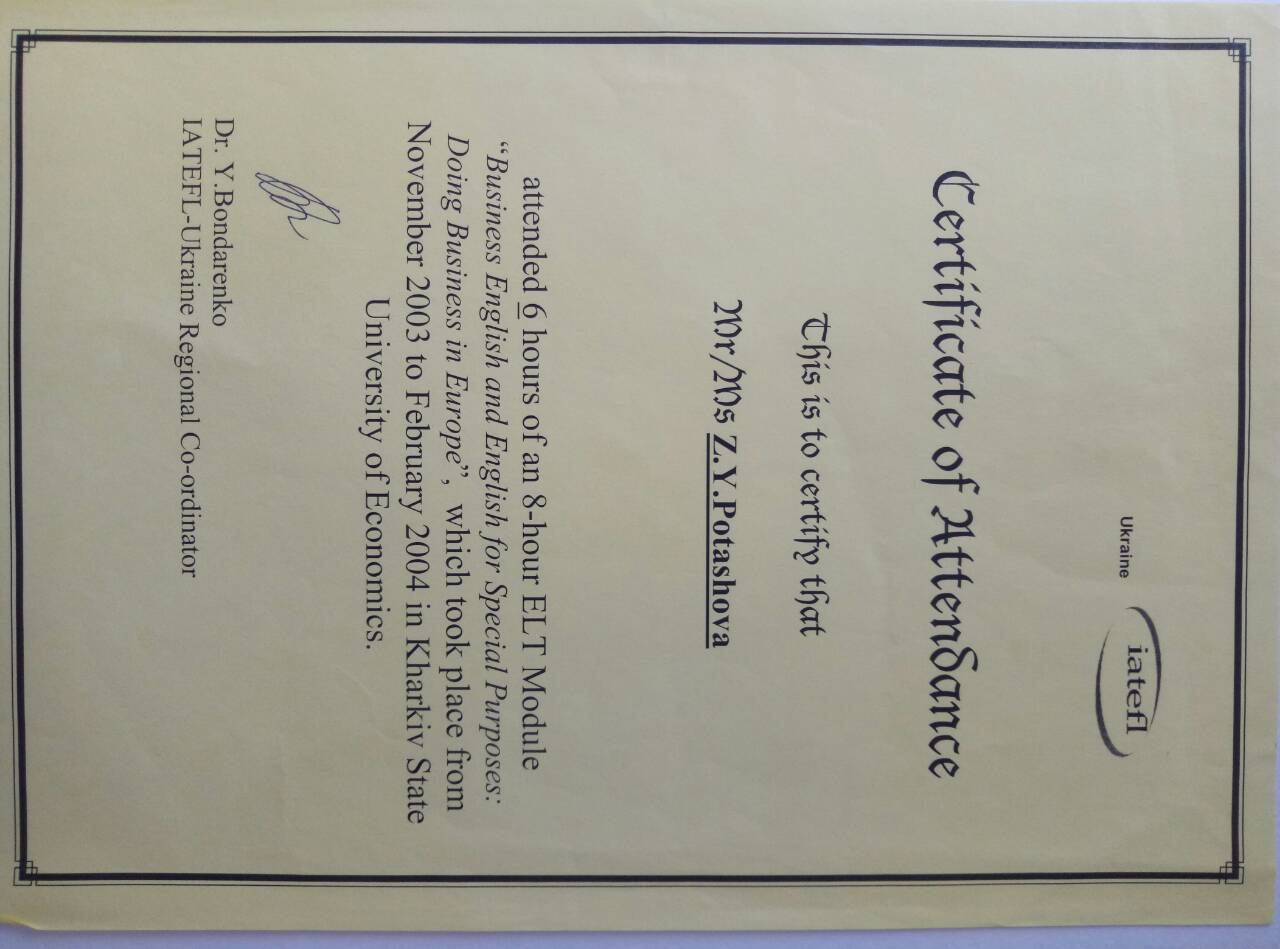 Ukraine iatefl
Certificate of Attendance
This is to certify that
Mr/Ms Z.Y.Potashova
attended 6 hours of an 8-hour ELT Module
“Business English and English for Special Purposes:
Doing Business in Europe”, which took place from
November 2003 to February 2004 in Kharkiv State
University of Economics.
Dr. Y.Bondarenko
IATEFL-Ukraine Regional Co-ordinator